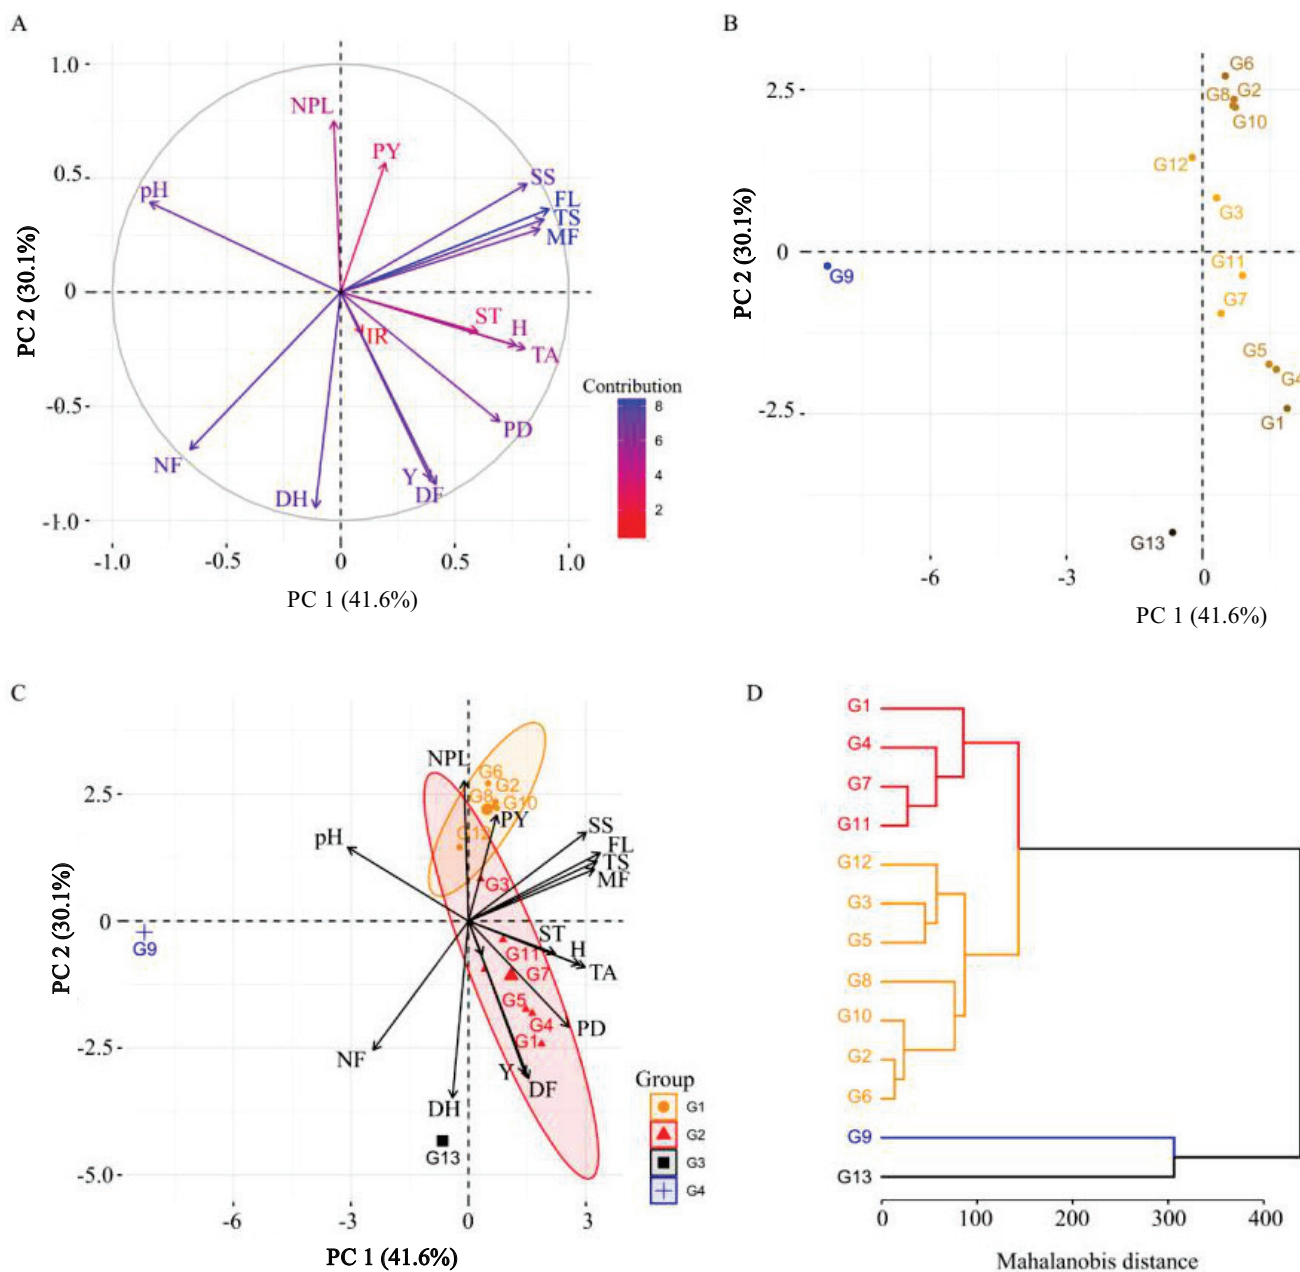 A
1.0
0.5
0
-0.5
-1.0
PC 2 (30.1%)
NPL
PY
pH
SS
FL
TS
MF
ST
H
TA
IR
PD
NF
DH
Y
DF
Contribution
8
6
4
2
-1.0 -0.5 0 0.5 1.0
PC 1 (41.6%)
B
2.5
0
-2.5
PC 2 (30.1%)
G6
G8
G2
G10
G12
G3
G9
G11
G7
G5
G4
G1
G13
-6 -3 0
PC 1 (41.6%)
C
2.5
0
-2.5
-5.0
PC 2 (30.1%)
NPL
G6
G2
G8
G10
PY
G12
pH
SS
FL
TS
MF
G3
G9
ST
H
G11
TA
G7
G5
G4
G1
PD
NF
Y
DF
DH
G13
Group
G1
G2
G3
G4
-6 -3 0 3
PC 1 (41.6%)
D
G1
G4
G7
G11
G12
G3
G5
G8
G10
G2
G6
G9
G13
0 100 200 300 400
Mahalanobis distance